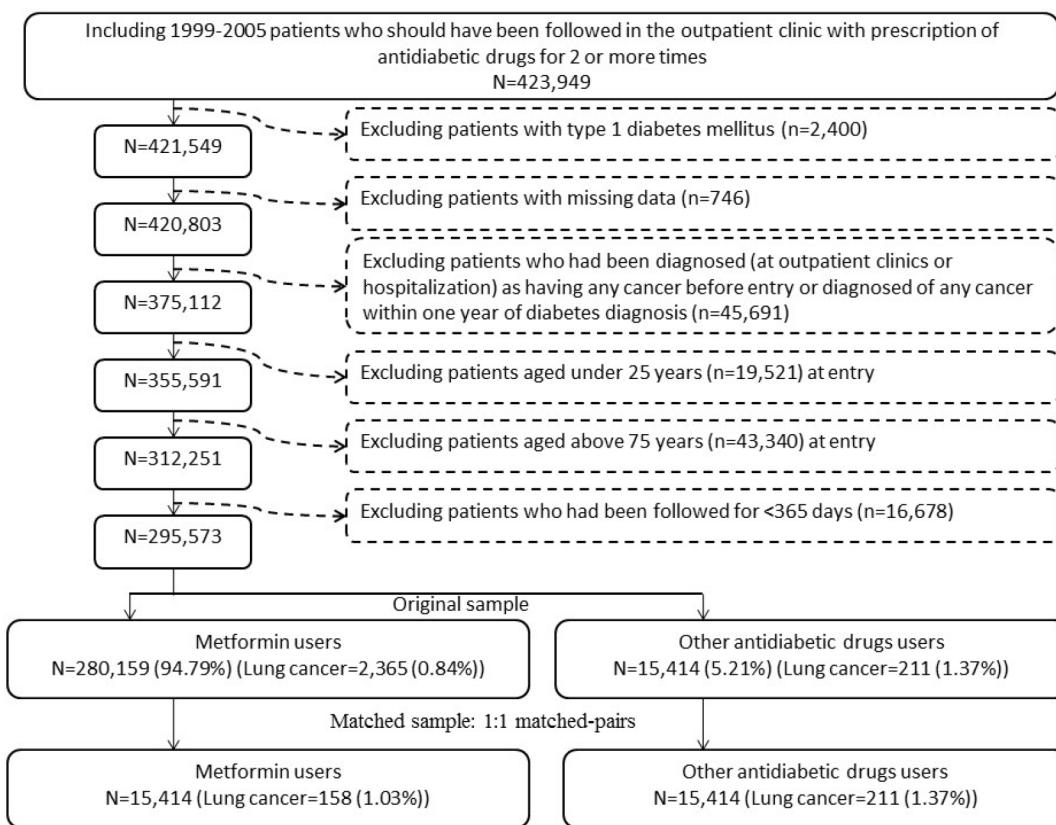 Including 1999-2005 patients who should have been followed in the outpatient clinic with prescription of
antidiabetic drugs for 2 or more times
N=423,949
Excluding patients with type 1 diabetes mellitus (n=2,400)
N=421,549
Excluding patients with missing data (n=746)
N=420,803
Excluding patients who had been diagnosed (at outpatient clinics or
hospitalization) as having any cancer before entry or diagnosed of any cancer
within one year of diabetes diagnosis (n=45,691)
N=375,112
Excluding patients aged under 25 years (n=19,521) at entry
N=355,591
Excluding patients aged above 75 years (n=43,340) at entry
N=312,251
Excluding patients who had been followed for <365 days (n=16,678)
N=295,573
Original sample
Metformin users
N=280,159 (94.79%) (Lung cancer=2,365 (0.84%))
Other antidiabetic drugs users
N=15,414 (5.21%) (Lung cancer=211 (1.37%))
Matched sample: 1:1 matched-pairs
Metformin users
N=15,414 (Lung cancer=158 (1.03%))
Other antidiabetic drugs users
N=15,414 (Lung cancer=211 (1.37%))